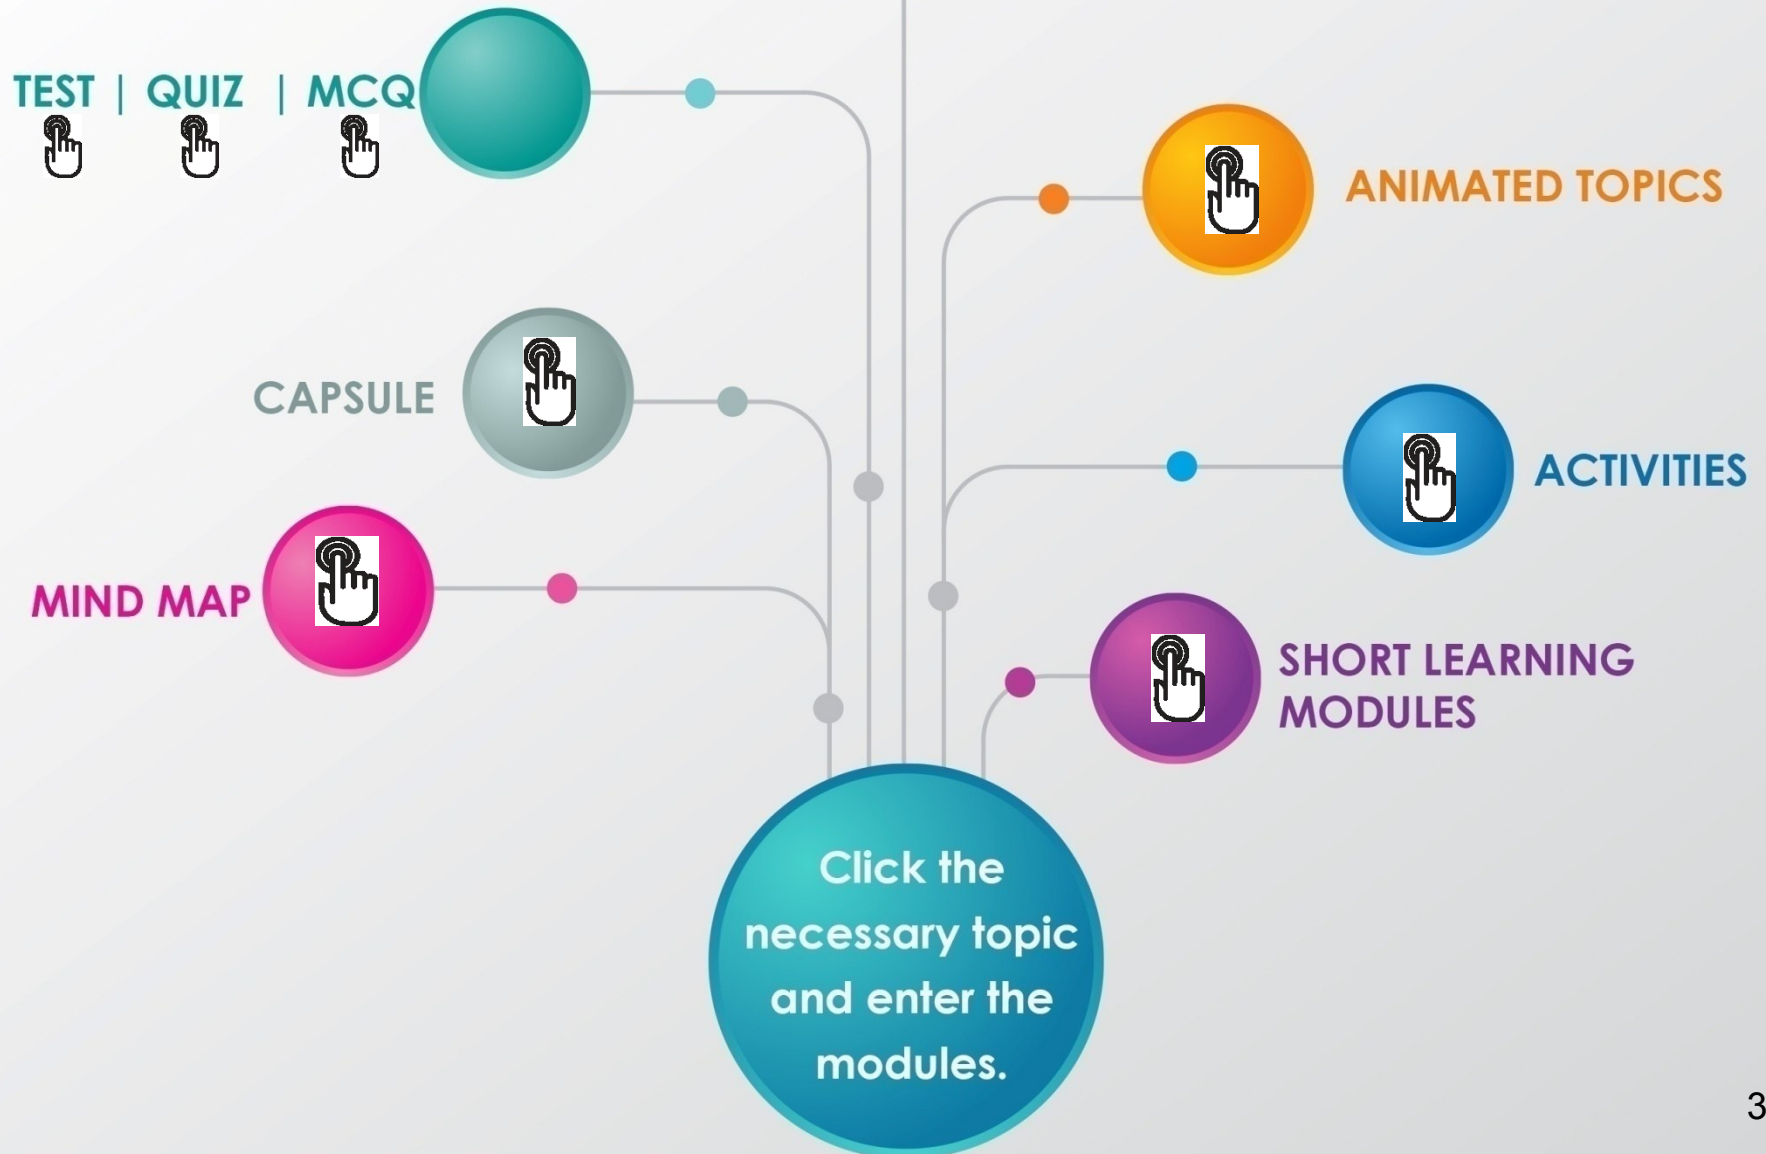 TEST | QUIZ | MCQ
ANIMATED TOPICS
CAPSULE
ACTIVITIES
MIND MAP
SHORT LEARNING
MODULES
Click the
necessary topic
and enter the
modules.
3